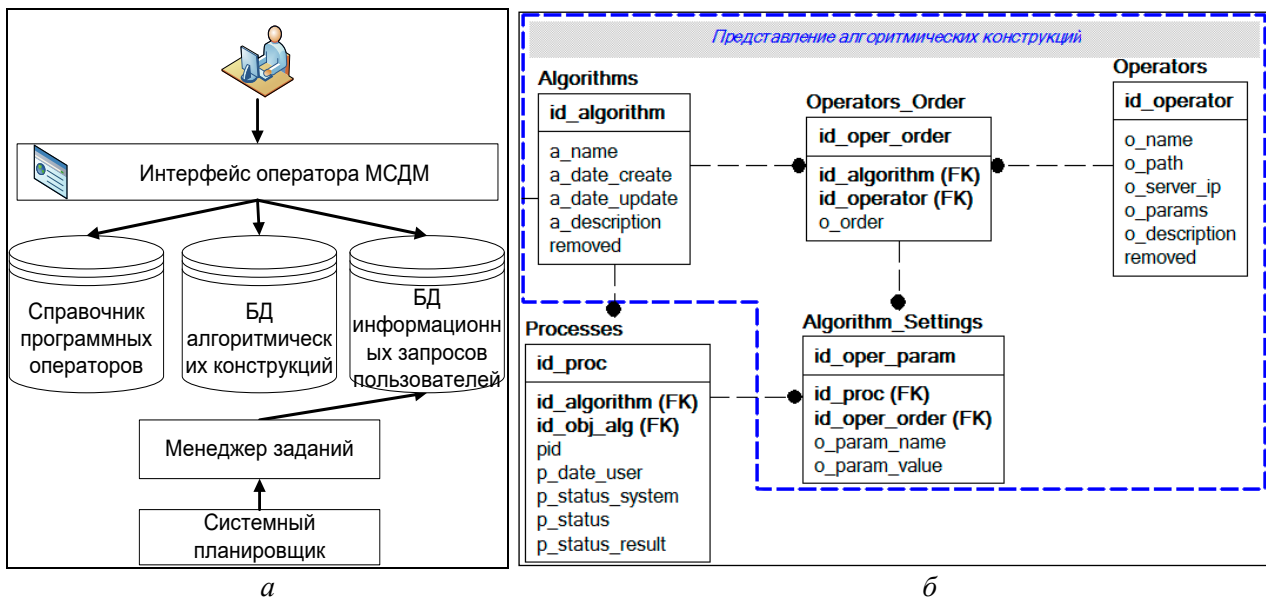 Интерфейс оператора МСДМ
Справочник
программных
операторов
БД
алгоритмическ
их конструкций
БД
информационн
ых запросов
пользователей
Менеджер заданий
Системный
планировщик
а
Представление алгоритмических конструкций
Algorithms
id_algorithm
a_name
a_date_create
a_date_update
a_description
removed
Operators_Order
id_oper_order
id_algorithm (FK)
id_operator (FK)
o_order
Operators
id_operator
o_name
o_path
o_server_ip
o_params
o_description
removed
Processes
id_proc
id_algorithm (FK)
id_obj_alg (FK)
pid
p_date_user
p_status_system
p_status
p_status_result
Algorithm_Settings
id_oper_param
id_proc (FK)
id_oper_order (FK)
o_param_name
o_param_value
б